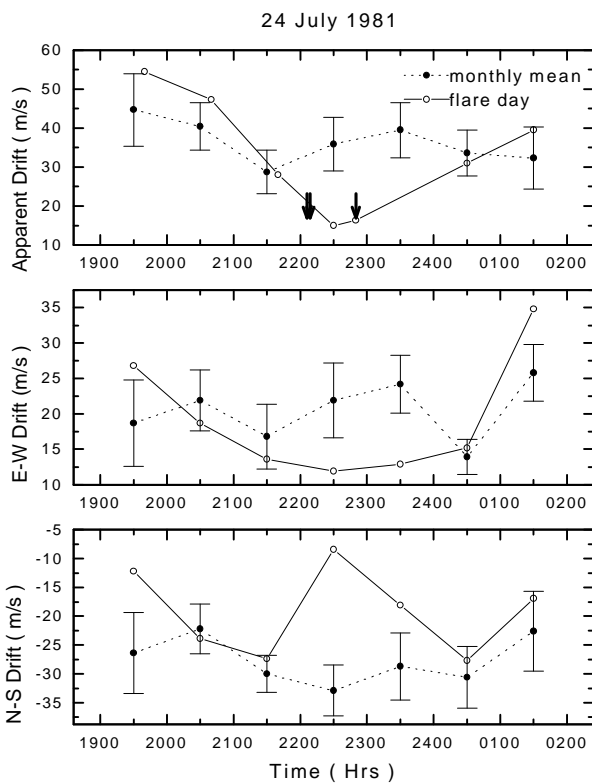 24 July 1981
Apparent Drift ( m/s )
60
50
40
30
20
10
monthly mean
flare day
1900 2000 2100 2200 2300 2400 0100 0200
E-W Drift (m/s )
35
30
25
20
15
10
1900 2000 2100 2200 2300 2400 0100 0200
N-S Drift ( m/s )
-5
-10
-15
-20
-25
-30
-35
1900 2000 2100 2200 2300 2400 0100 0200
Time ( Hrs )